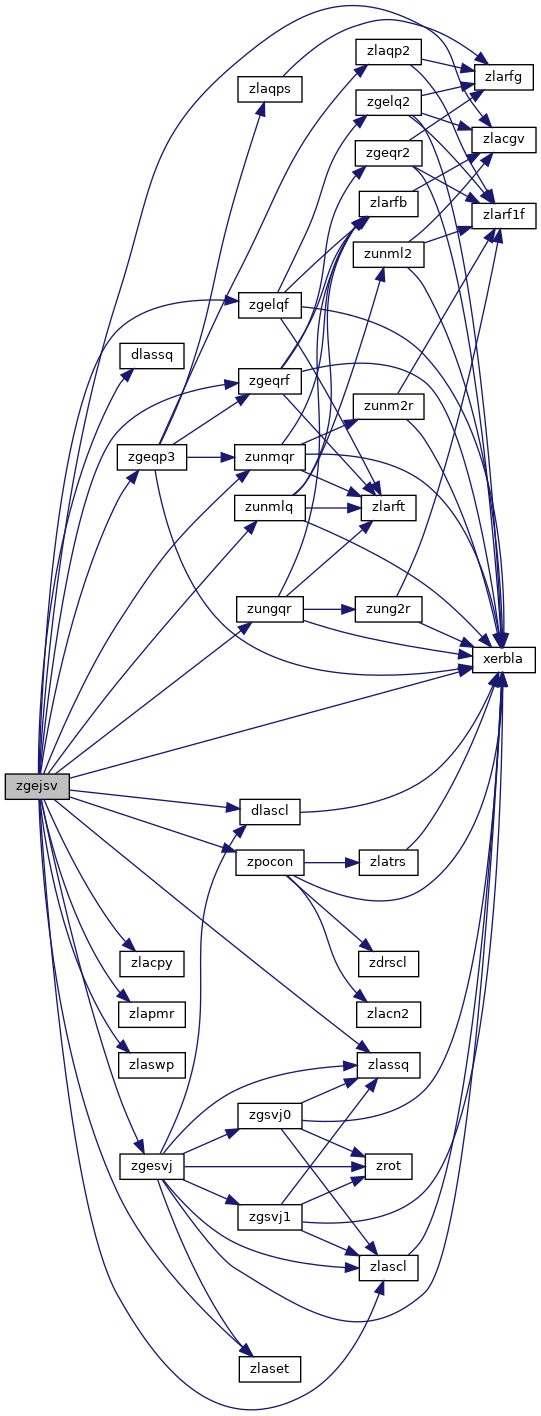 zlaqp2
zlarfg
zlaqps
zgelq2
zlacgv
zgeqr2
zlarfb
zlarf1f
zunml2
zgelqf
dlassq
zgeqrf
zunm2r
zgeqp3
zunmqr
zunmlq
zlarft
zungqr
zung2r
xerbla
zgejsv
dlascl
zpocon
zlatrs
zlacpy
zdrscl
zlapmr
zlacn2
zlaswp
zlassq
zgsvj0
zgesvj
zrot
zgsvj1
zlascl
zlaset